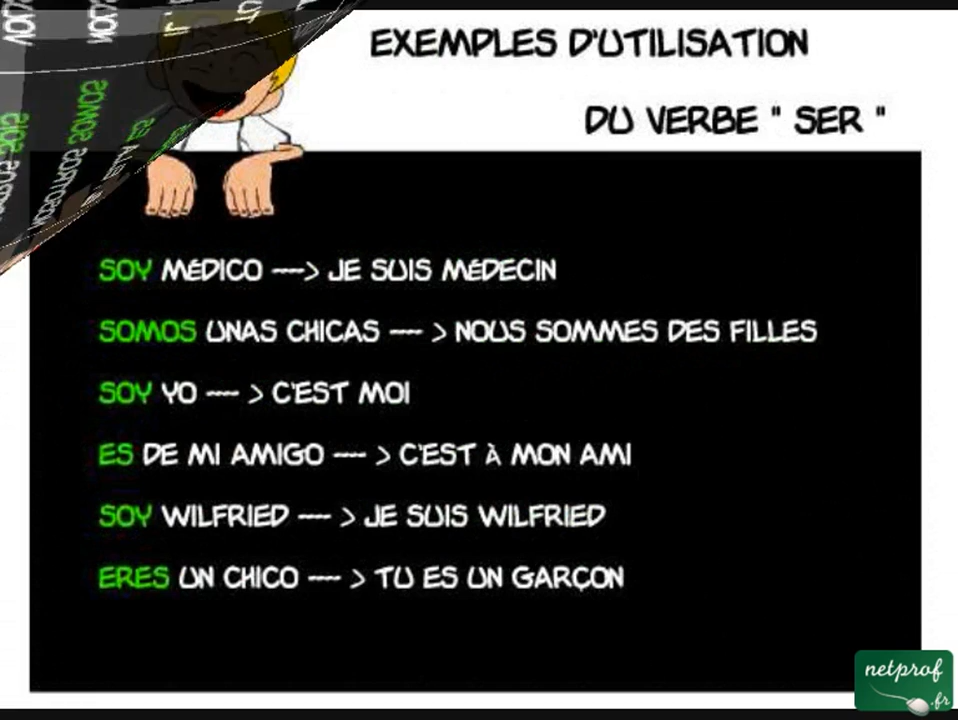 EXEMPLES D'UTILISATION
DU VERBE " SER "
SOY MÉDICO ----> JE SUIS MÉDECIN
SOMOS UNAS CHICAS ---- > NOUS SOMMES DES FILLES
SOY YO ---- > C'EST MOI
ES DE MI AMIGO ---- > C'EST À MON AMI
SOY WILFRIED ---- > JE SUIS WILFRIED
ERES UN CHICO ---- > TU ES UN GARÇON
netprof
.fr